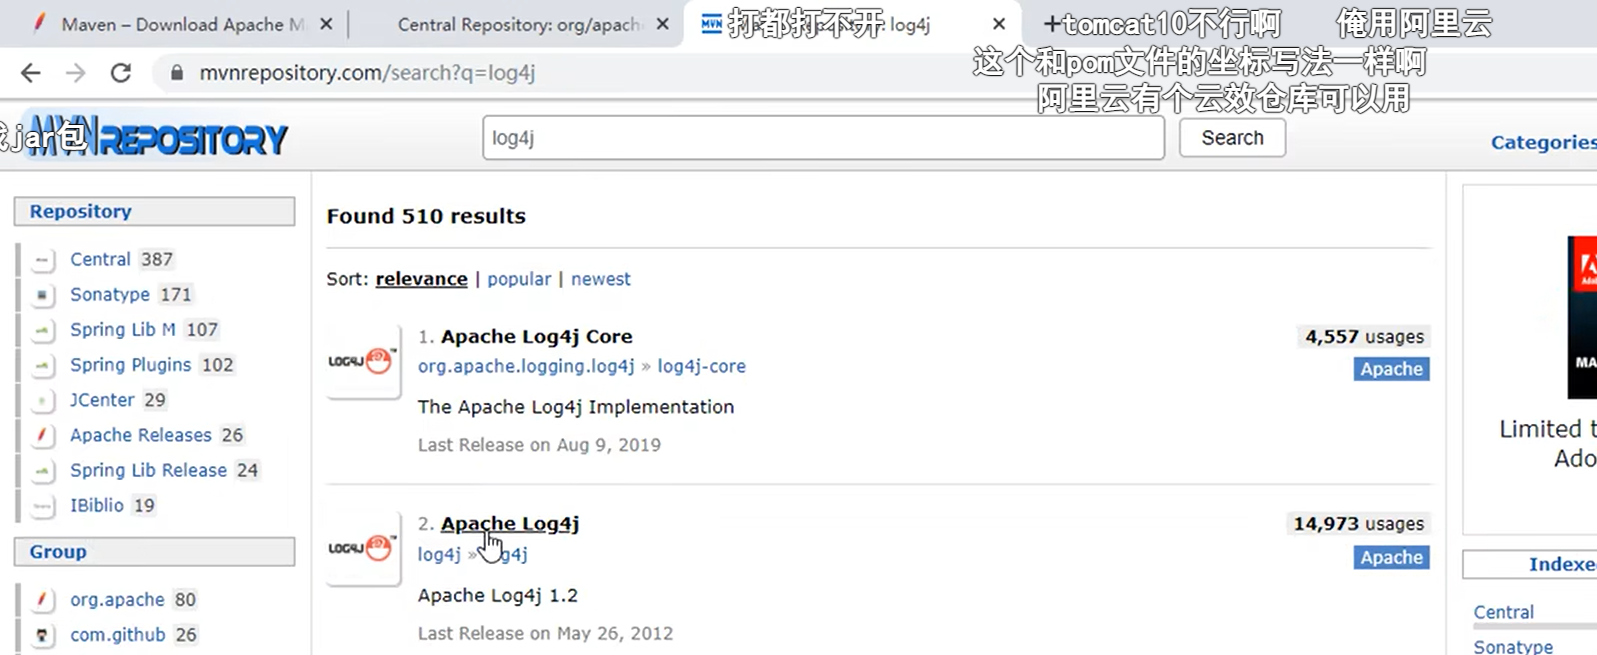 Maven – Download Apache M
Central Repository: org/apach
打都打不开
: log4j
tomcat10不行啊
俺用阿里云
mvnrepository.com/search?q=log4j
这个和pom文件的坐标写法一样啊
阿里云有个云效仓库可以用
jar包
MVNREPOSITORY
log4j
Search
Categories
Repository
Central 387
Sonatype 171
Spring Lib M 107
Spring Plugins 102
JCenter 29
Apache Releases 26
Spring Lib Release 24
IBiblio 19
Group
org.apache 80
com.github 26
Found 510 results
Sort: relevance | popular | newest
LOG4J
1. Apache Log4j Core
4,557 usages
org.apache.logging.log4j » log4j-core
Apache
The Apache Log4j Implementation
Last Release on Aug 9, 2019
LOG4J
2. Apache Log4j
14,973 usages
log4j » log4j
Apache
Apache Log4j 1.2
Last Release on May 26, 2012
MA
Limited t
Ado
Indexe
Central
Sonatype